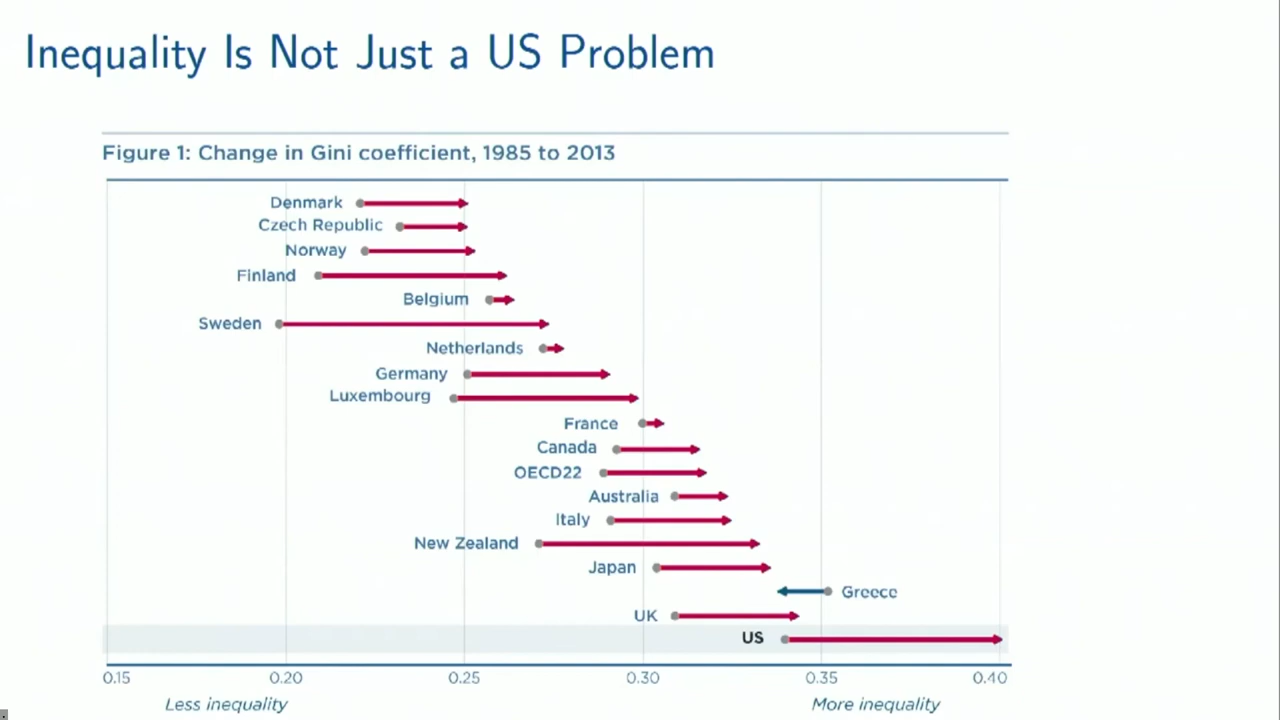 Inequality Is Not Just a US Problem
Figure 1: Change in Gini coefficient, 1985 to 2013
Denmark
Czech Republic
Norway
Finland
Belgium
Sweden
Netherlands
Germany
Luxembourg
France
Canada
OECD22
Australia
Italy
New Zealand
Japan
Greece
UK
US
0.15 0.20 0.25 0.30 0.35 0.40
Less inequality More inequality